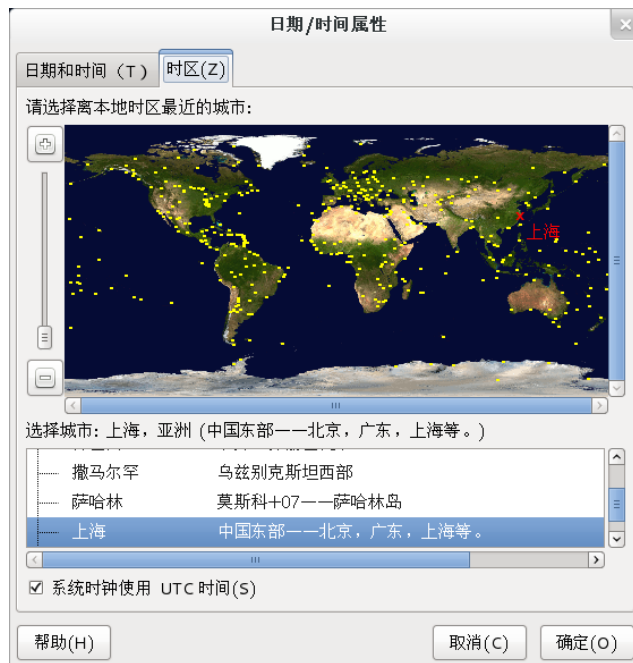 日期/时间属性
日期和时间（T） 时区(Z)
请选择离本地时区最近的城市:
上海
选择城市: 上海，亚洲 (中国东部——北京，广东，上海等。)
撒马尔罕 乌兹别克斯坦西部
萨哈林 莫斯科+07——萨哈林岛
上海 中国东部——北京，广东，上海等。
系统时钟使用 UTC 时间(S)
帮助(H) 取消(C) 确定(O)